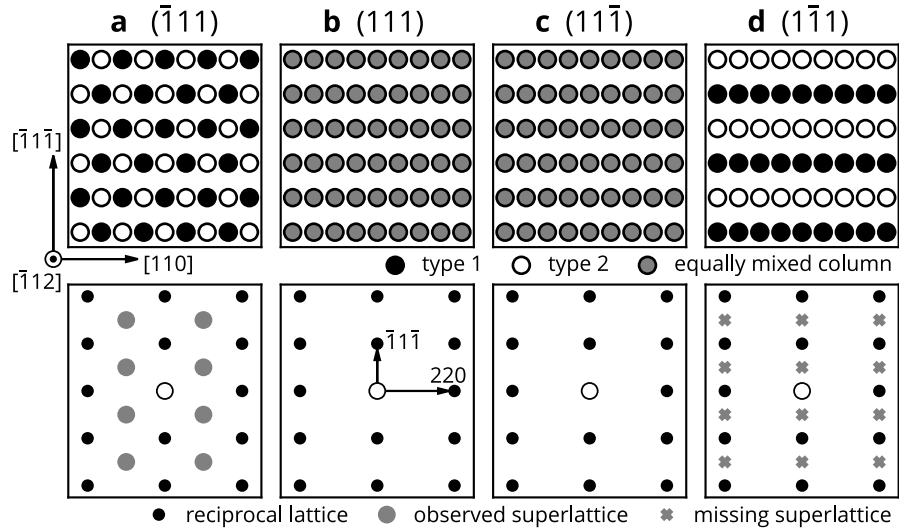 a (1̄11)
b (111)
c (111̄)
d (11̄1)
[1̄11̄]
[110]
[1̄12]
type 1
type 2
equally mixed column
1̄11̄
220
reciprocal lattice
observed superlattice
missing superlattice